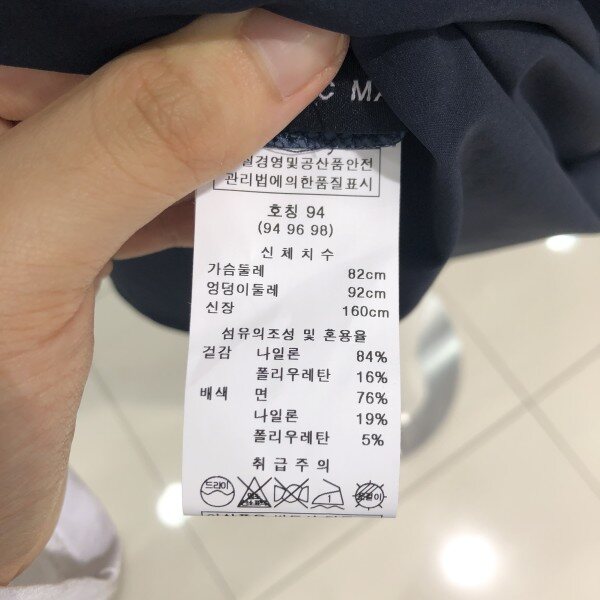 C MA
질경영및공산품안전
관리법에의한품질표시
호칭 94
(94 96 98)
신체치수
가슴둘레 82cm
엉덩이둘레 92cm
신장 160cm
섬유의조성 및 혼용율
겉감 나일론 84%
폴리우레탄 16%
배색 면 76%
나일론 19%
폴리우레탄 5%
취급주의
드라이 옷걸이